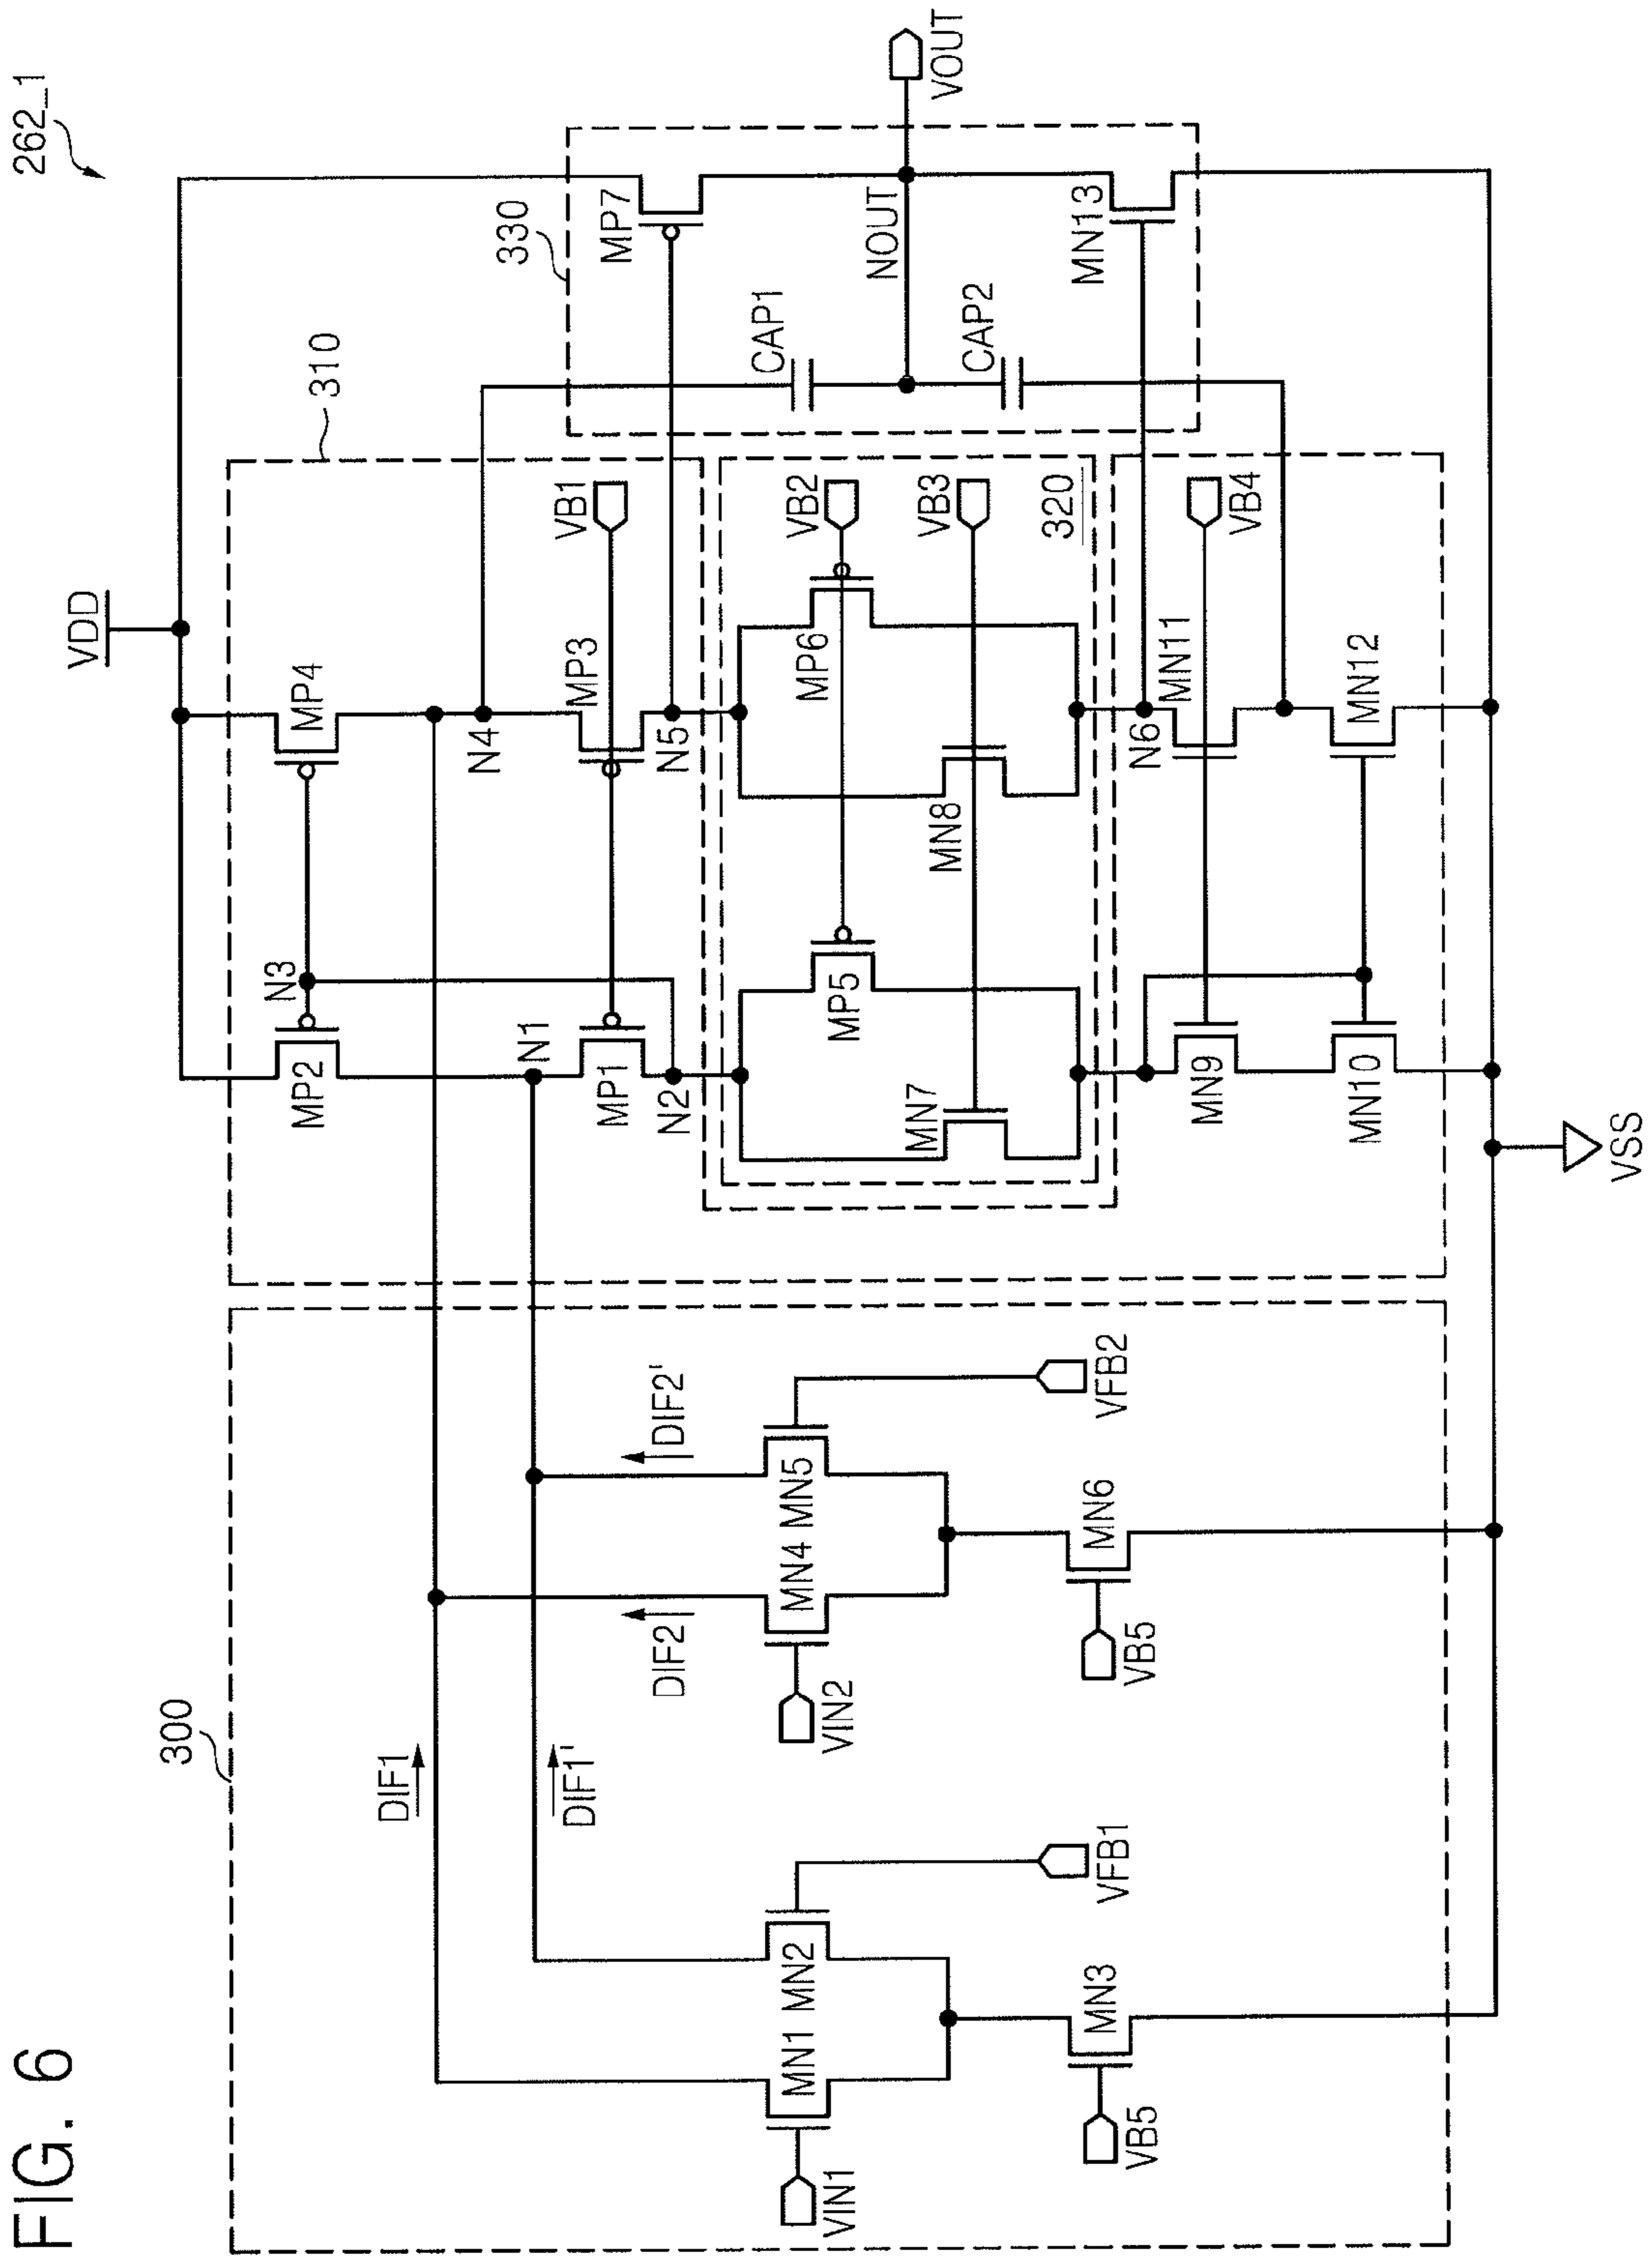 FIG. 6
262_1
VDD
300
310
330
MP2
N3
MP4
DIF1
DIF1'
N1
N4
MP1
MP3
VB1
N2
N5
MP7
DIF2
DIF2'
VIN1
MN1
MN2
VFB1
VIN2
MN4
MN5
VFB2
MP5
MP6
VB2
CAP1
NOUT
VOUT
MN7
MN8
VB3
CAP2
320
VB5
MN3
VB5
MN6
N6
MN13
MN9
MN11
VB4
MN10
MN12
VSS